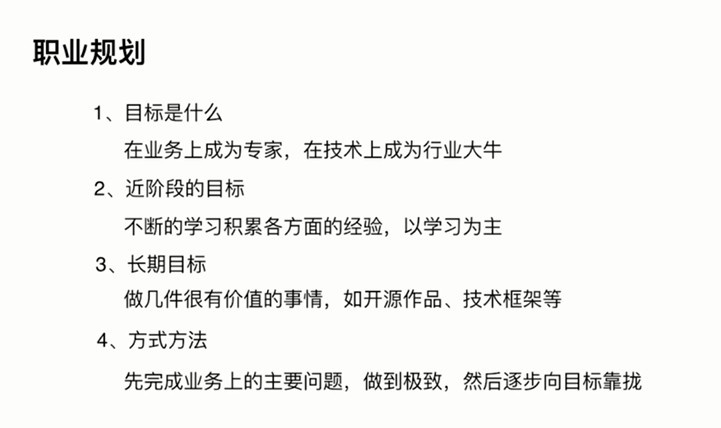 职业规划
1、目标是什么
在业务上成为专家，在技术上成为行业大牛
2、近阶段的目标
不断的学习积累各方面的经验，以学习为主
3、长期目标
做几件很有价值的事情，如开源作品、技术框架等
4、方式方法
先完成业务上的主要问题，做到极致，然后逐步向目标靠拢